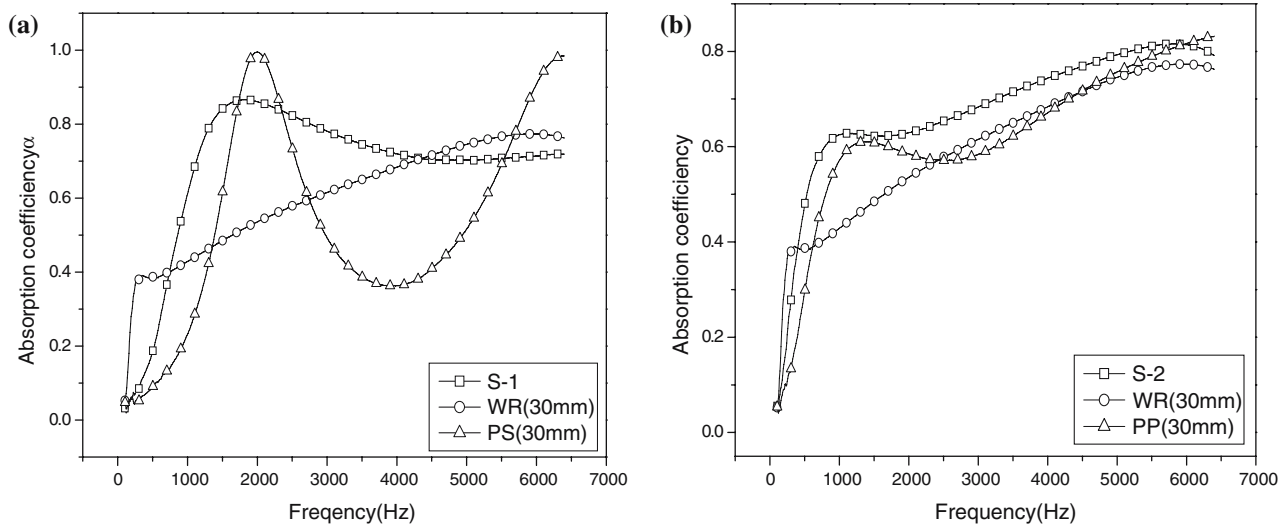 (a)
Absorption coefficiencyα
1.0
0.8
0.6
0.4
0.2
0.0
S-1
WR(30mm)
PS(30mm)
0 1000 2000 3000 4000 5000 6000 7000
Freqency(Hz)
(b)
Absorption coefficiency
0.8
0.6
0.4
0.2
0.0
S-2
WR(30mm)
PP(30mm)
0 1000 2000 3000 4000 5000 6000 7000
Frequency(Hz)